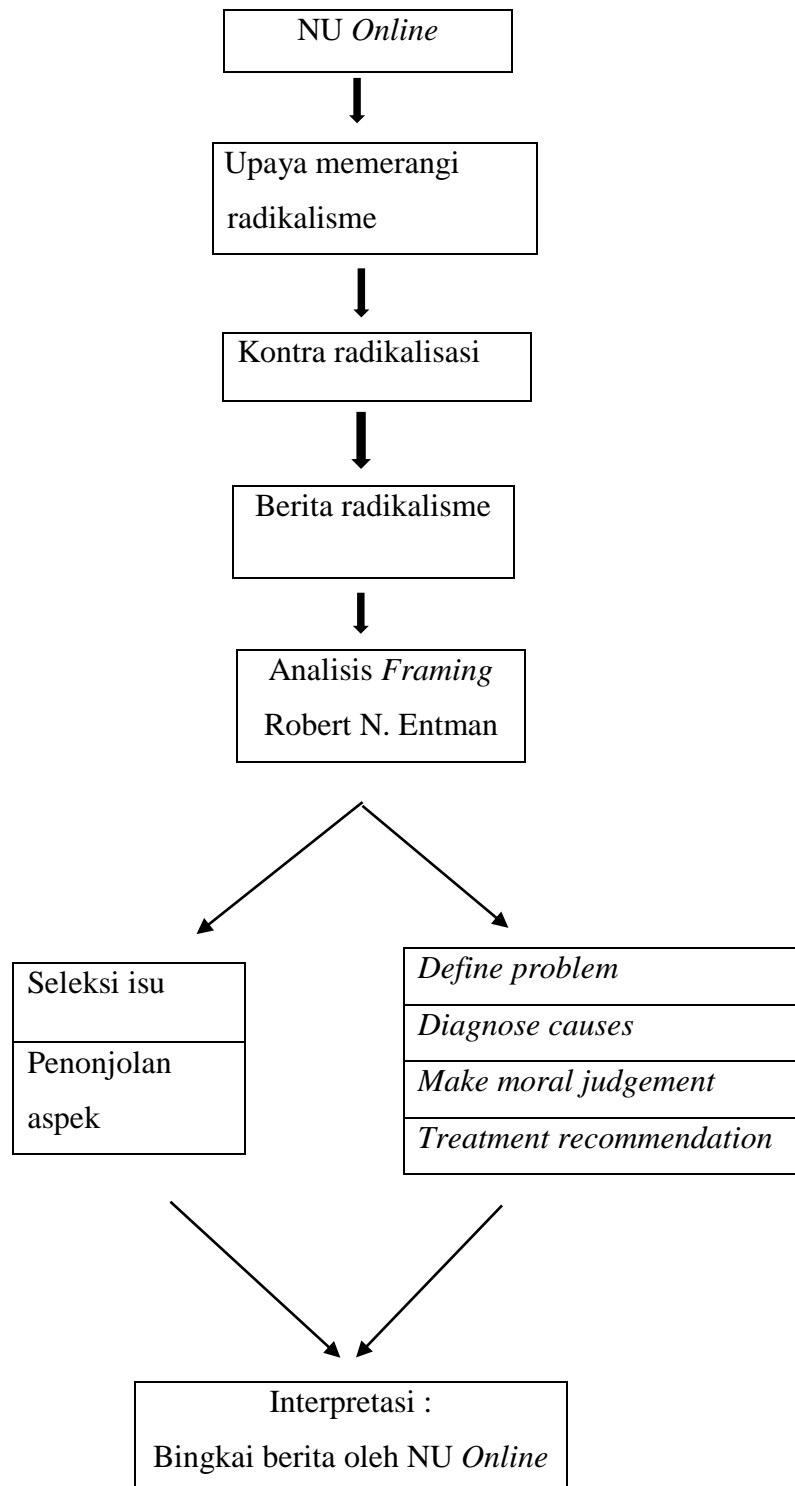 NU Online
Upaya memerangi
radikalisme
Kontra radikalisasi
Berita radikalisme
Analisis Framing
Robert N. Entman
Seleksi isu
Penonjolan
aspek
Define problem
Diagnose causes
Make moral judgement
Treatment recommendation
Interpretasi :
Bingkai berita oleh NU Online